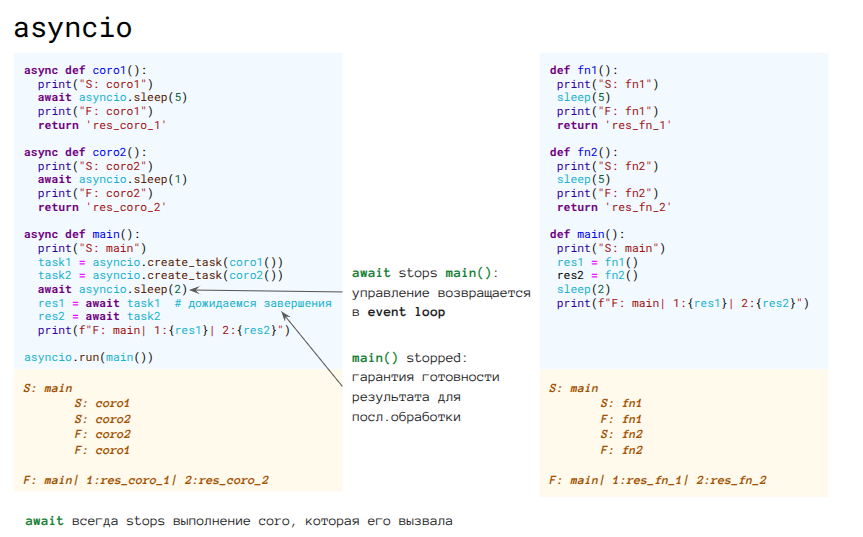 asyncio
async def coro1():
print("S: coro1")
await asyncio.sleep(5)
print("F: coro1")
return 'res_coro_1'
async def coro2():
print("S: coro2")
await asyncio.sleep(1)
print("F: coro2")
return 'res_coro_2'
async def main():
print("S: main")
task1 = asyncio.create_task(coro1())
task2 = asyncio.create_task(coro2())
await asyncio.sleep(2)
res1 = await task1  # дожидаемся завершения
res2 = await task2
print(f"F: main| 1:{res1}| 2:{res2}")
asyncio.run(main())
S: main
S: coro1
S: coro2
F: coro2
F: coro1
F: main| 1:res_coro_1| 2:res_coro_2
await stops main():
управление возвращается
в event loop
main() stopped:
гарантия готовности
результата для
посл.обработки
def fn1():
print("S: fn1")
sleep(5)
print("F: fn1")
return 'res_fn_1'
def fn2():
print("S: fn2")
sleep(5)
print("F: fn2")
return 'res_fn_2'
def main():
print("S: main")
res1 = fn1()
res2 = fn2()
sleep(2)
print(f"F: main| 1:{res1}| 2:{res2}")
S: main
S: fn1
F: fn1
S: fn2
F: fn2
F: main| 1:res_fn_1| 2:res_fn_2
await всегда stops выполнение coro, которая его вызвала